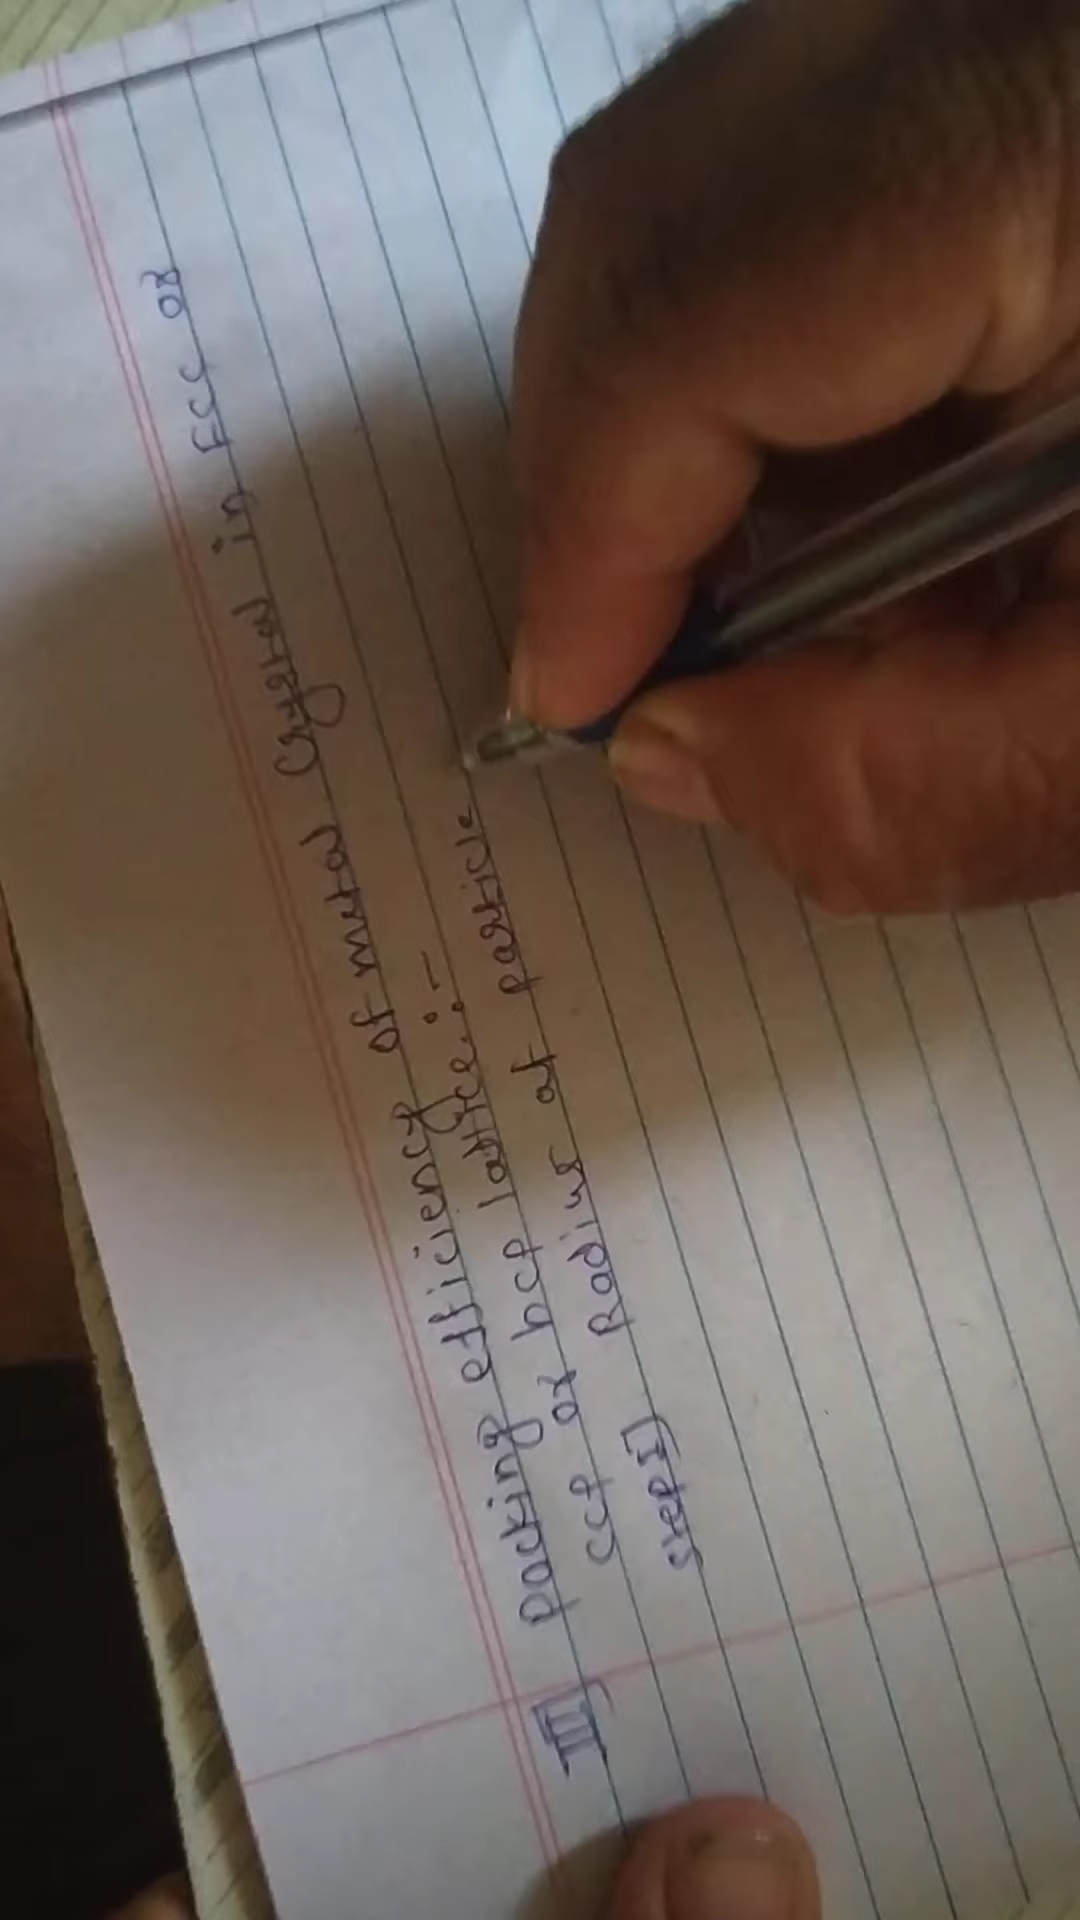 III] Packing efficiency of metal Crystal in FCC or
CCP or hcp lattice:-
Step I] Radius of particle